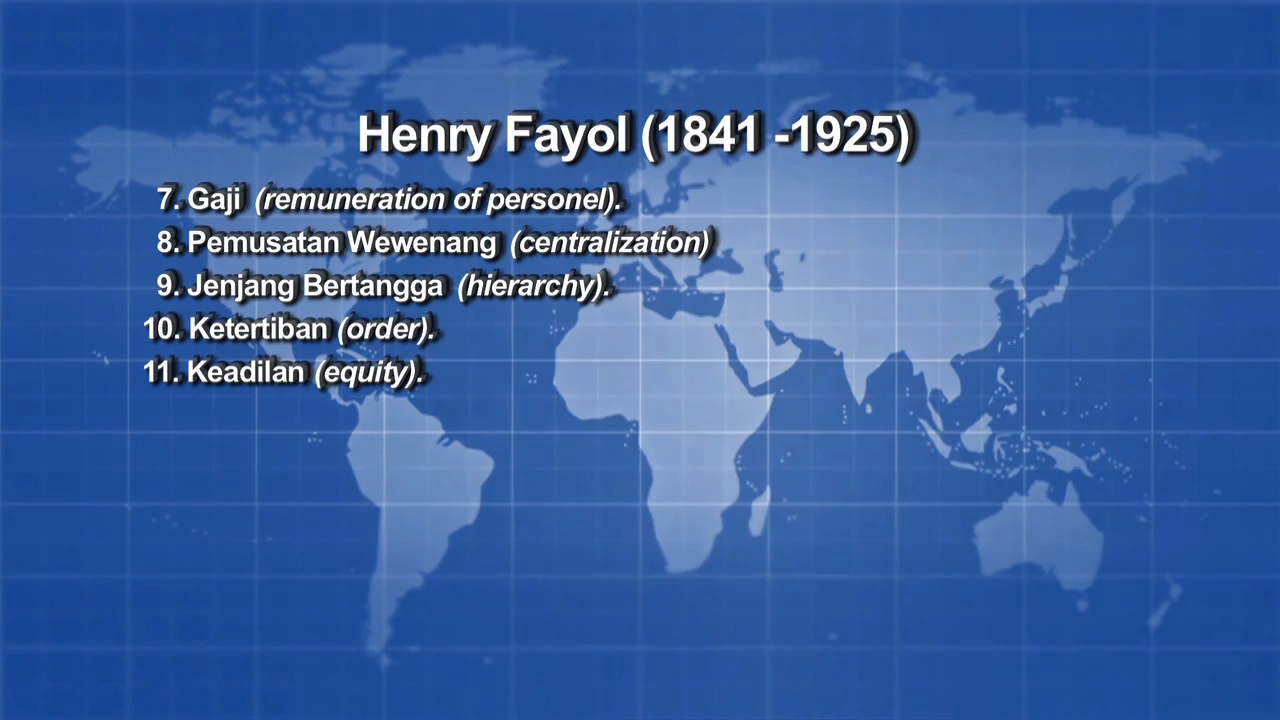 Henry Fayol (1841 -1925)
7. Gaji (remuneration of personel).
8. Pemusatan Wewenang (centralization)
9. Jenjang Bertangga (hierarchy).
10. Ketertiban (order).
11. Keadilan (equity).